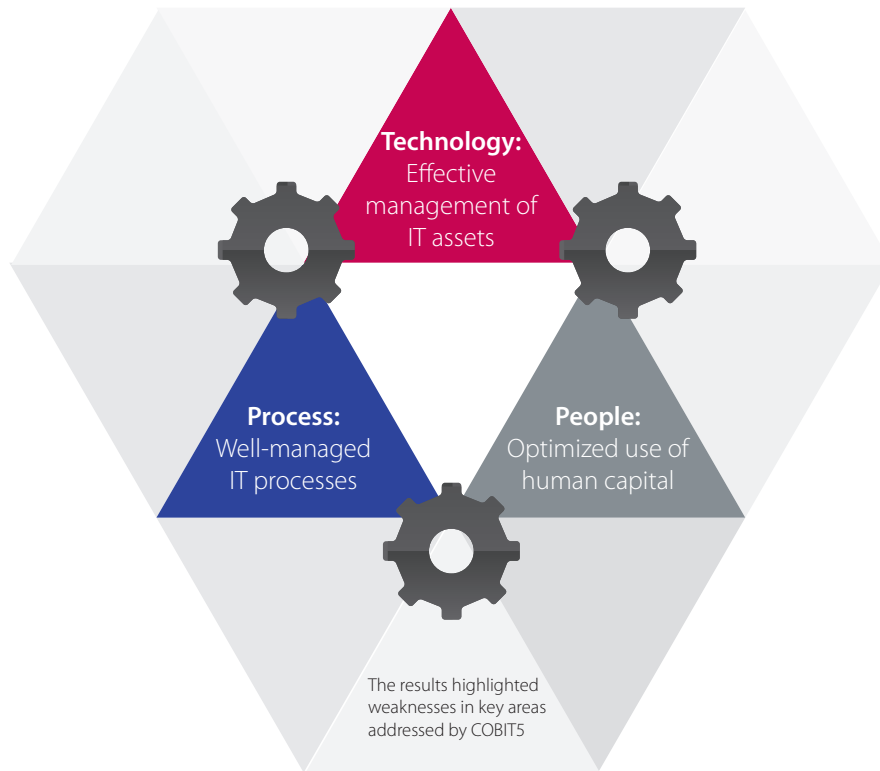 Technology:
Effective
management of
IT assets
Process:
Well-managed
IT processes
People:
Optimized use of
human capital
The results highlighted
weaknesses in key areas
addressed by COBIT5